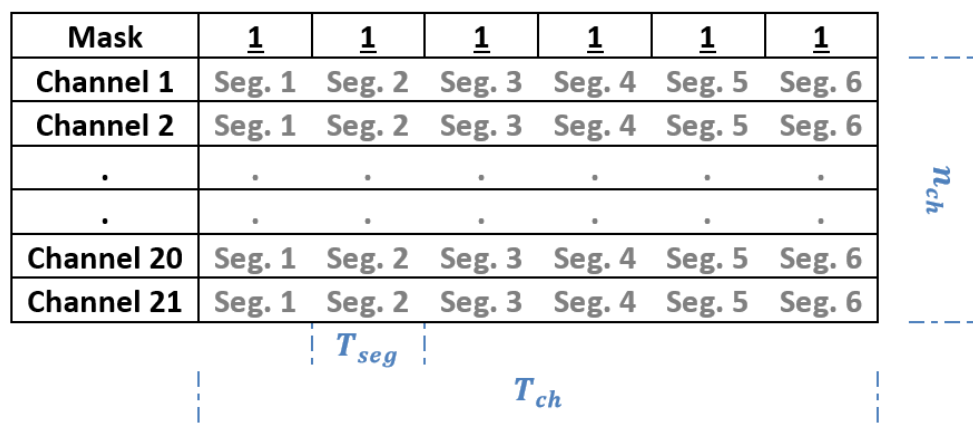 Mask 1 1 1 1 1 1
Channel 1 Seg. 1 Seg. 2 Seg. 3 Seg. 4 Seg. 5 Seg. 6
Channel 2 Seg. 1 Seg. 2 Seg. 3 Seg. 4 Seg. 5 Seg. 6
. . . . . . .
. . . . . . .
Channel 20 Seg. 1 Seg. 2 Seg. 3 Seg. 4 Seg. 5 Seg. 6
Channel 21 Seg. 1 Seg. 2 Seg. 3 Seg. 4 Seg. 5 Seg. 6
n_ch
T_seg
T_ch